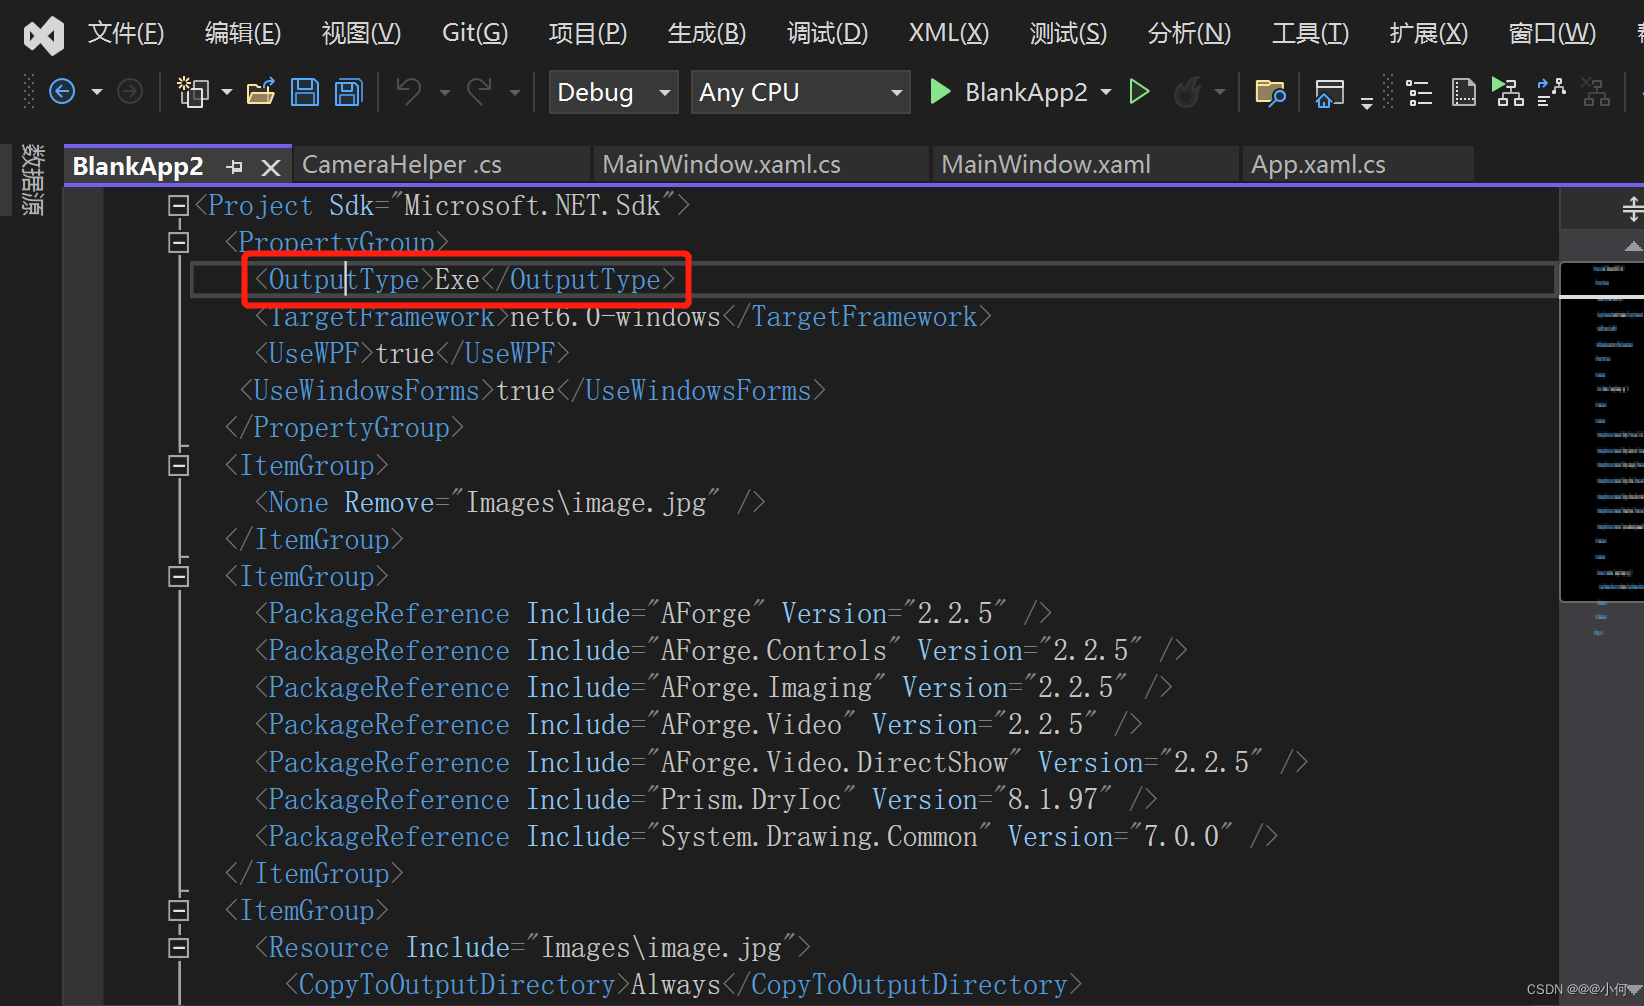 文件(F) 编辑(E) 视图(V) Git(G) 项目(P) 生成(B) 调试(D) XML(X) 测试(S) 分析(N) 工具(T) 扩展(X) 窗口(W)
Debug Any CPU BlankApp2
数据源
BlankApp2 CameraHelper .cs MainWindow.xaml.cs MainWindow.xaml App.xaml.cs
<Project Sdk="Microsoft.NET.Sdk">
<PropertyGroup>
<OutputType>Exe</OutputType>
<TargetFramework>net6.0-windows</TargetFramework>
<UseWPF>true</UseWPF>
<UseWindowsForms>true</UseWindowsForms>
</PropertyGroup>
<ItemGroup>
<None Remove="Images\image.jpg" />
</ItemGroup>
<ItemGroup>
<PackageReference Include="AForge" Version="2.2.5" />
<PackageReference Include="AForge.Controls" Version="2.2.5" />
<PackageReference Include="AForge.Imaging" Version="2.2.5" />
<PackageReference Include="AForge.Video" Version="2.2.5" />
<PackageReference Include="AForge.Video.DirectShow" Version="2.2.5" />
<PackageReference Include="Prism.DryIoc" Version="8.1.97" />
<PackageReference Include="System.Drawing.Common" Version="7.0.0" />
</ItemGroup>
<ItemGroup>
<Resource Include="Images\image.jpg">
<CopyToOutputDirectory>Always</CopyToOutputDirectory>
CSDN @@@小何